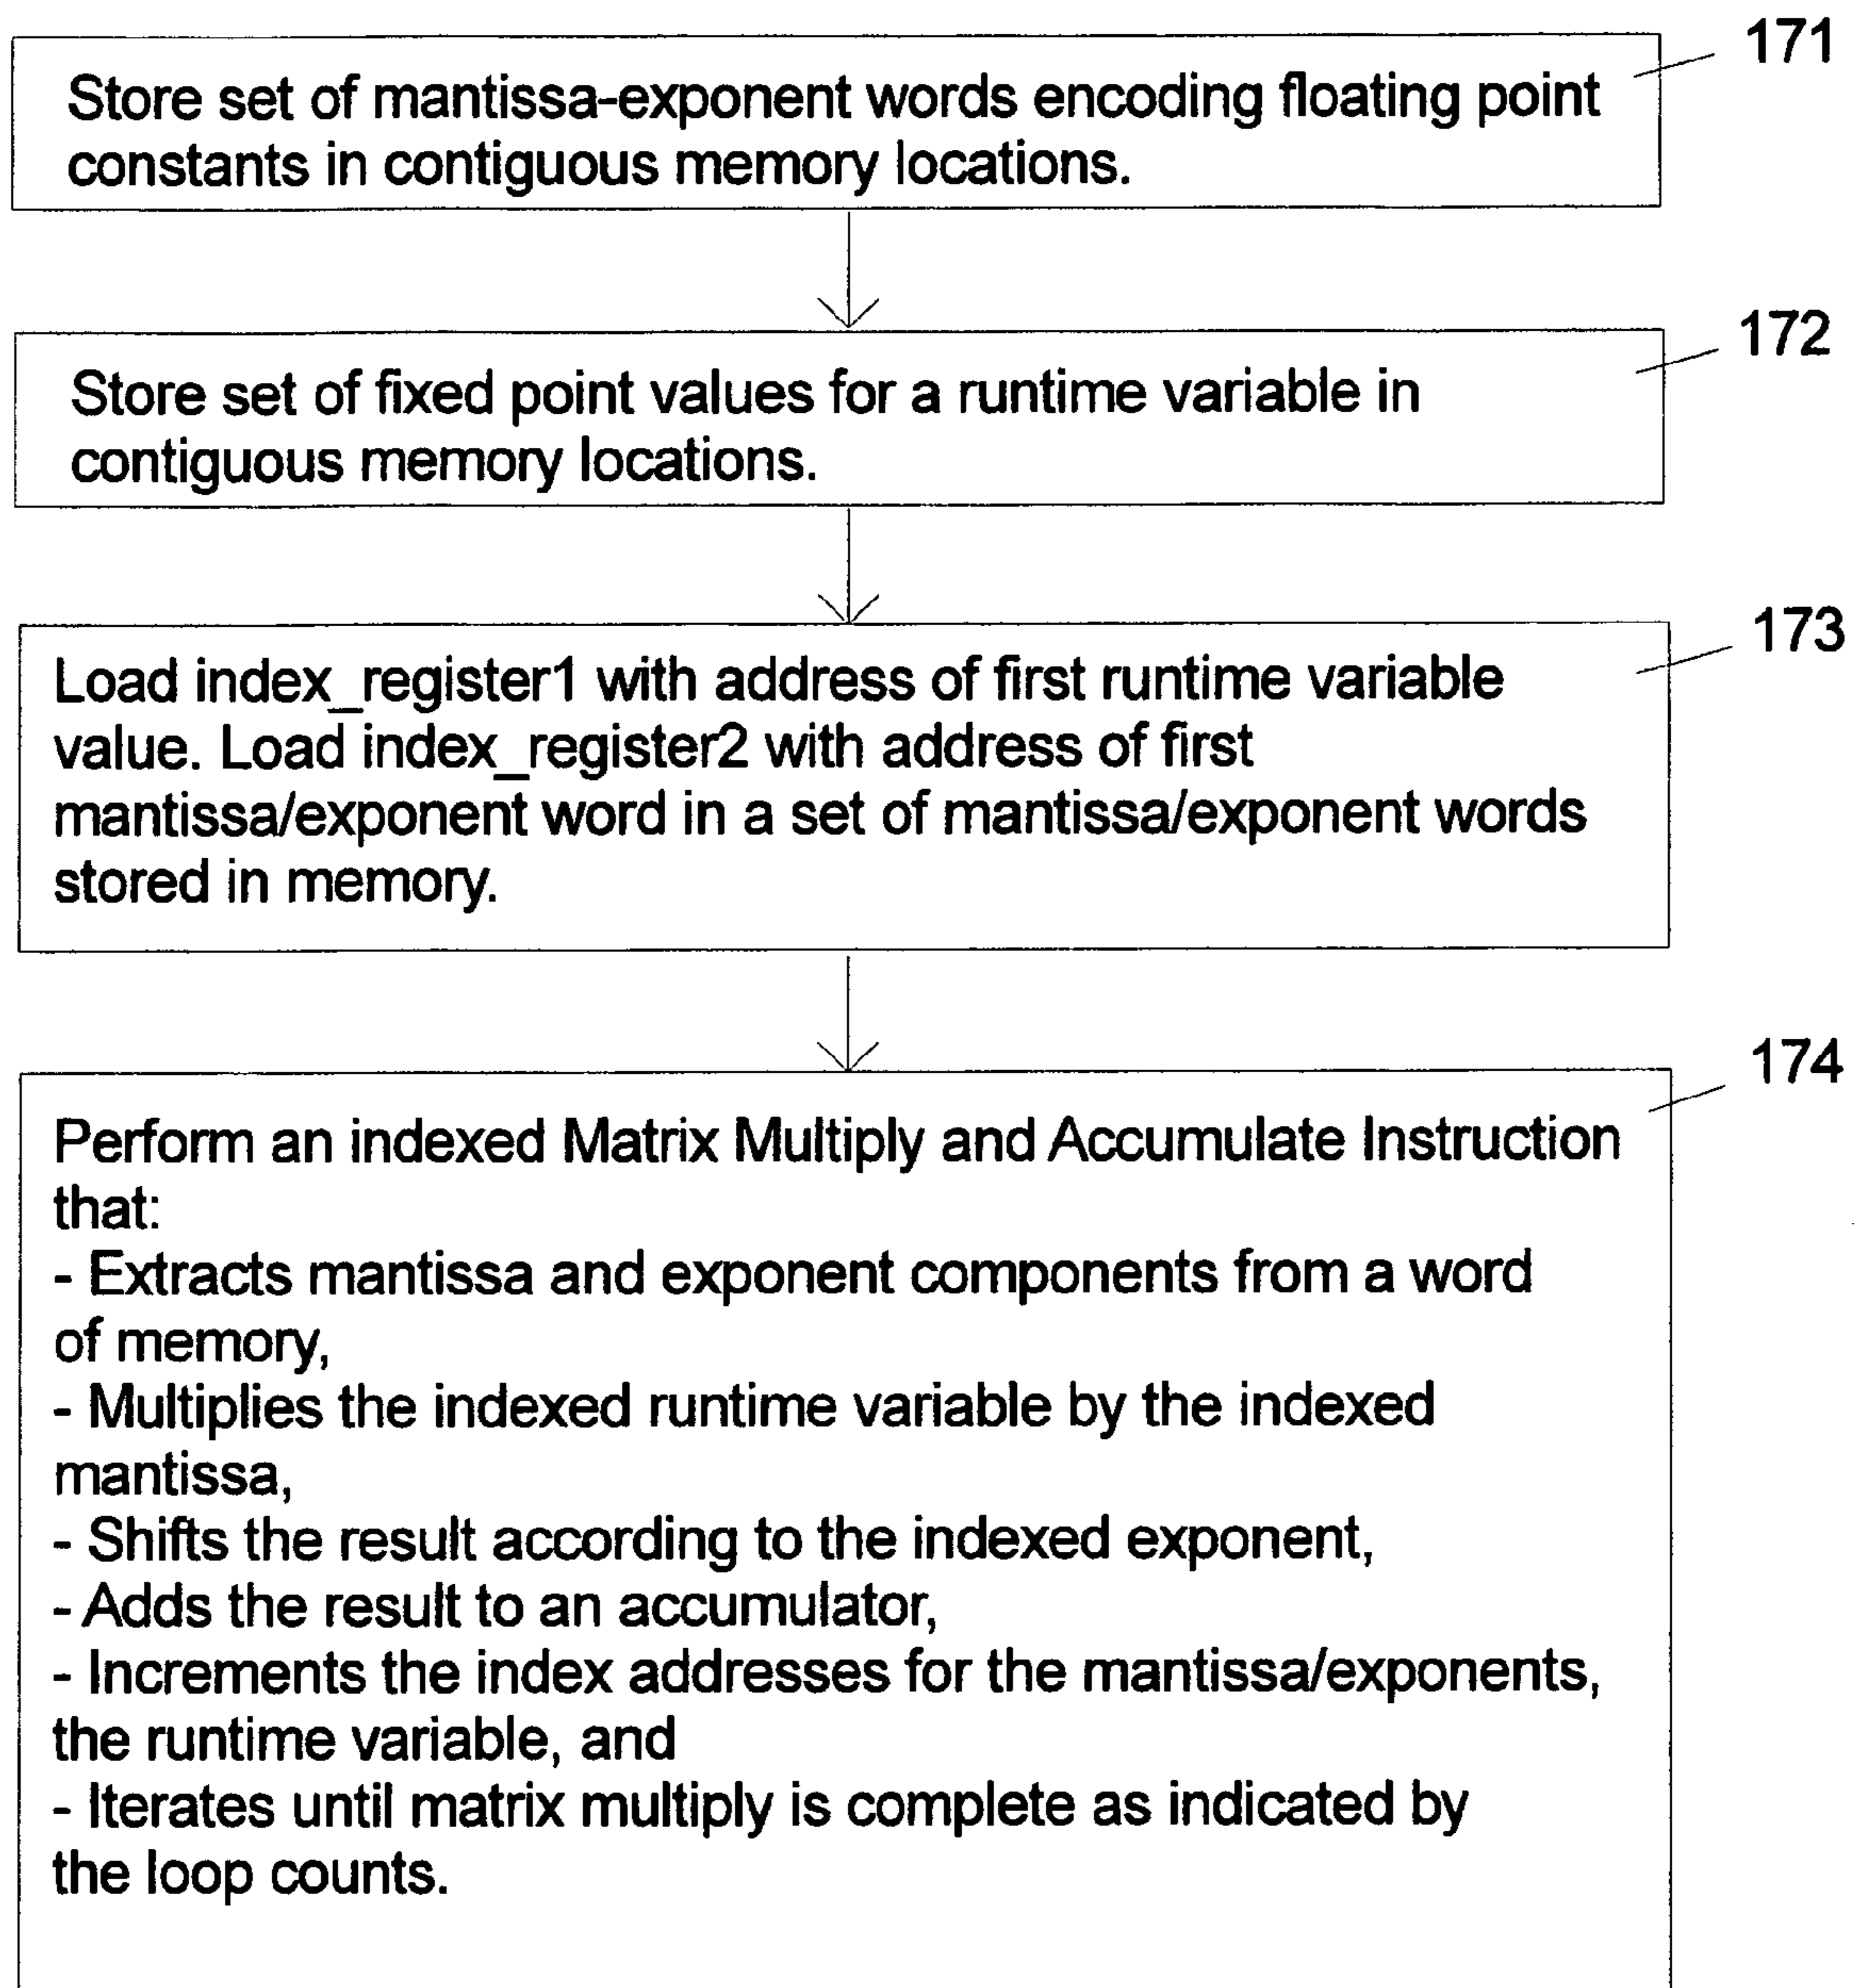 171
Store set of mantissa-exponent words encoding floating point
constants in contiguous memory locations.
172
Store set of fixed point values for a runtime variable in
contiguous memory locations.
173
Load index_register1 with address of first runtime variable
value. Load index_register2 with address of first
mantissa/exponent word in a set of mantissa/exponent words
stored in memory.
174
Perform an indexed Matrix Multiply and Accumulate Instruction
that:
- Extracts mantissa and exponent components from a word
of memory,
- Multiplies the indexed runtime variable by the indexed
mantissa,
- Shifts the result according to the indexed exponent,
- Adds the result to an accumulator,
- Increments the index addresses for the mantissa/exponents,
the runtime variable, and
- Iterates until matrix multiply is complete as indicated by
the loop counts.